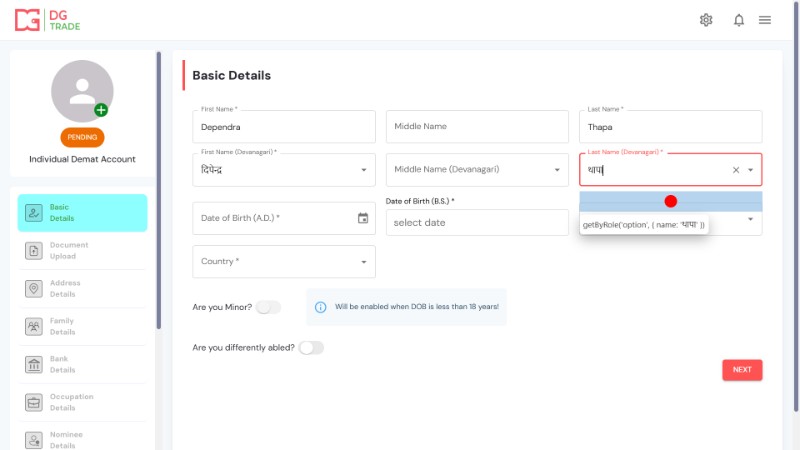 DG
TRADE
PENDING
Individual Demat Account
Basic
Details
Document
Upload
Address
Details
Family
Details
Bank
Details
Occupation
Details
Nominee
Details
Basic Details
First Name *
Dependra
Middle Name
Last Name *
Thapa
First Name (Devanagari) *
दिपेन्द्र
Middle Name (Devanagari)
Last Name (Devanagari) *
थापा
Date of Birth (A.D.) *
Date of Birth (B.S.) *
select date
getByRole('option', { name: 'थापा' })
Country *
Are you Minor?
Will be enabled when DOB is less than 18 years!
Are you differently abled?
NEXT